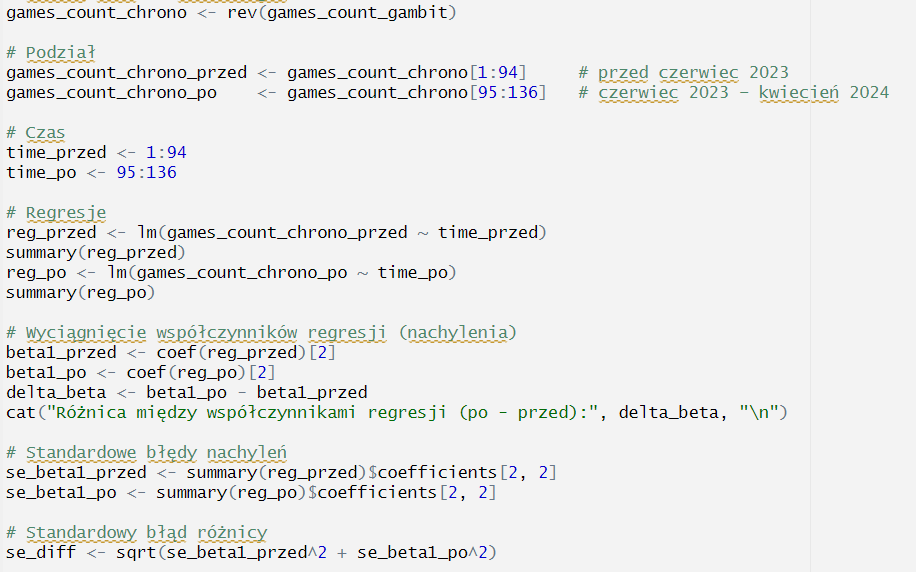 games_count_chrono <- rev(games_count_gambit)
# Podział
games_count_chrono_przed <- games_count_chrono[1:94]     # przed czerwiec 2023
games_count_chrono_po    <- games_count_chrono[95:136]   # czerwiec 2023 - kwiecień 2024
# Czas
time_przed <- 1:94
time_po <- 95:136
# Regresje
reg_przed <- lm(games_count_chrono_przed ~ time_przed)
summary(reg_przed)
reg_po <- lm(games_count_chrono_po ~ time_po)
summary(reg_po)
# Wyciągnięcie współczynników regresji (nachylenia)
beta1_przed <- coef(reg_przed)[2]
beta1_po <- coef(reg_po)[2]
delta_beta <- beta1_po - beta1_przed
cat("Różnica między współczynnikami regresji (po - przed):", delta_beta, "\n")
# Standardowe błędy nachyleń
se_beta1_przed <- summary(reg_przed)$coefficients[2, 2]
se_beta1_po <- summary(reg_po)$coefficients[2, 2]
# Standardowy błąd różnicy
se_diff <- sqrt(se_beta1_przed^2 + se_beta1_po^2)